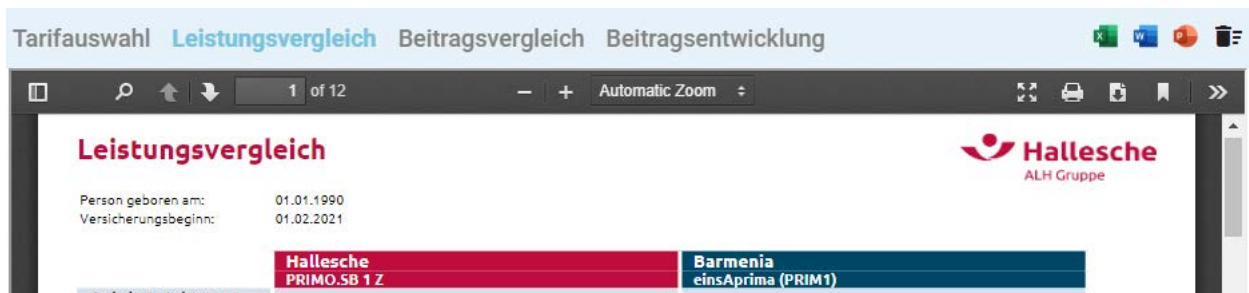 Tarifauswahl Leistungsvergleich Beitragsvergleich Beitragsentwicklung
1 of 12 Automatic Zoom
Leistungsvergleich
Hallesche
ALH Gruppe
Person geboren am: 01.01.1990
Versicherungsbeginn: 01.02.2021
Hallesche Barmenia
PRIMO.SB 1 Z einsAprima (PRIM1)